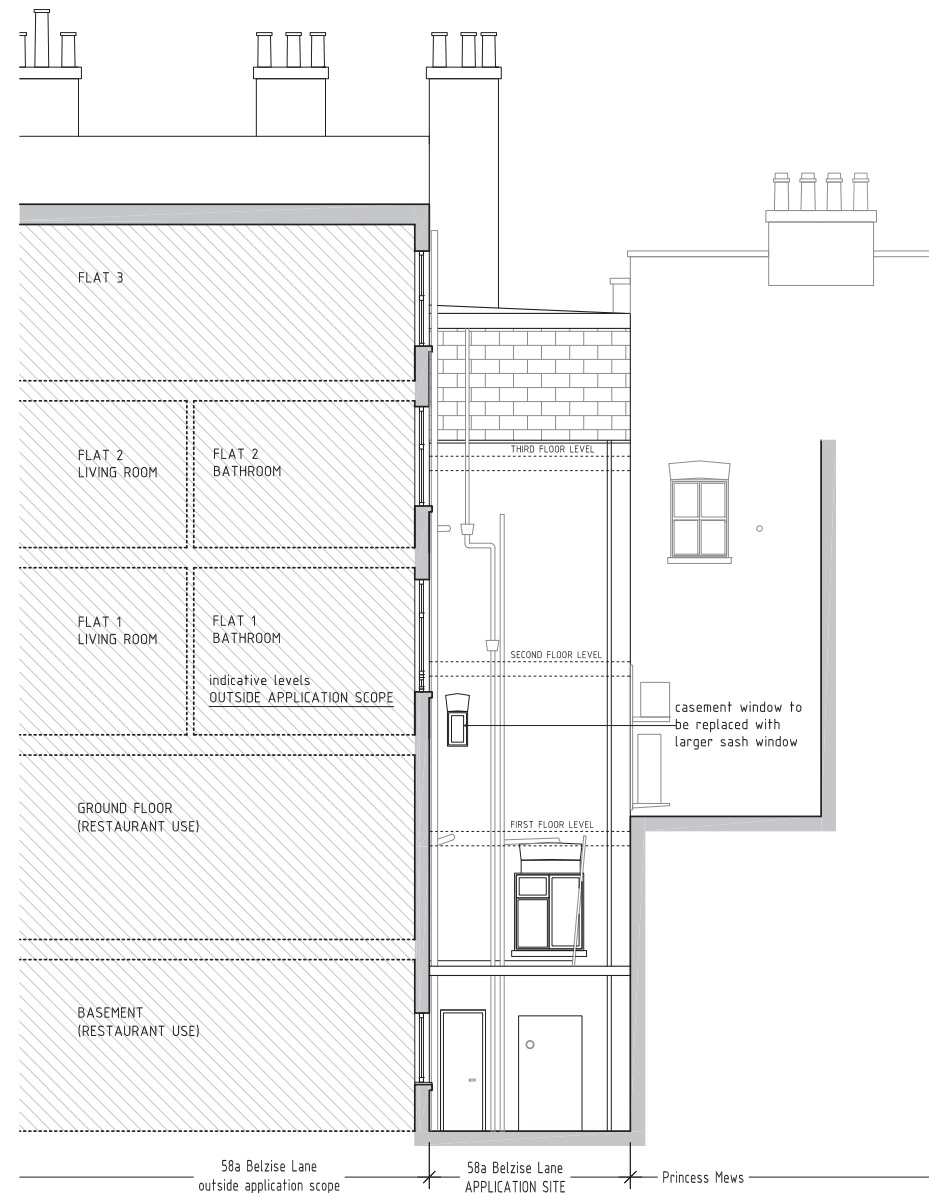 FLAT 3
FLAT 2
LIVING ROOM
FLAT 2
BATHROOM
THIRD FLOOR LEVEL
FLAT 1
LIVING ROOM
FLAT 1
BATHROOM
indicative levels
OUTSIDE APPLICATION SCOPE
SECOND FLOOR LEVEL
casement window to
be replaced with
larger sash window
GROUND FLOOR
(RESTAURANT USE)
FIRST FLOOR LEVEL
BASEMENT
(RESTAURANT USE)
58a Belzise Lane
outside application scope
58a Belzise Lane
APPLICATION SITE
Princess Mews